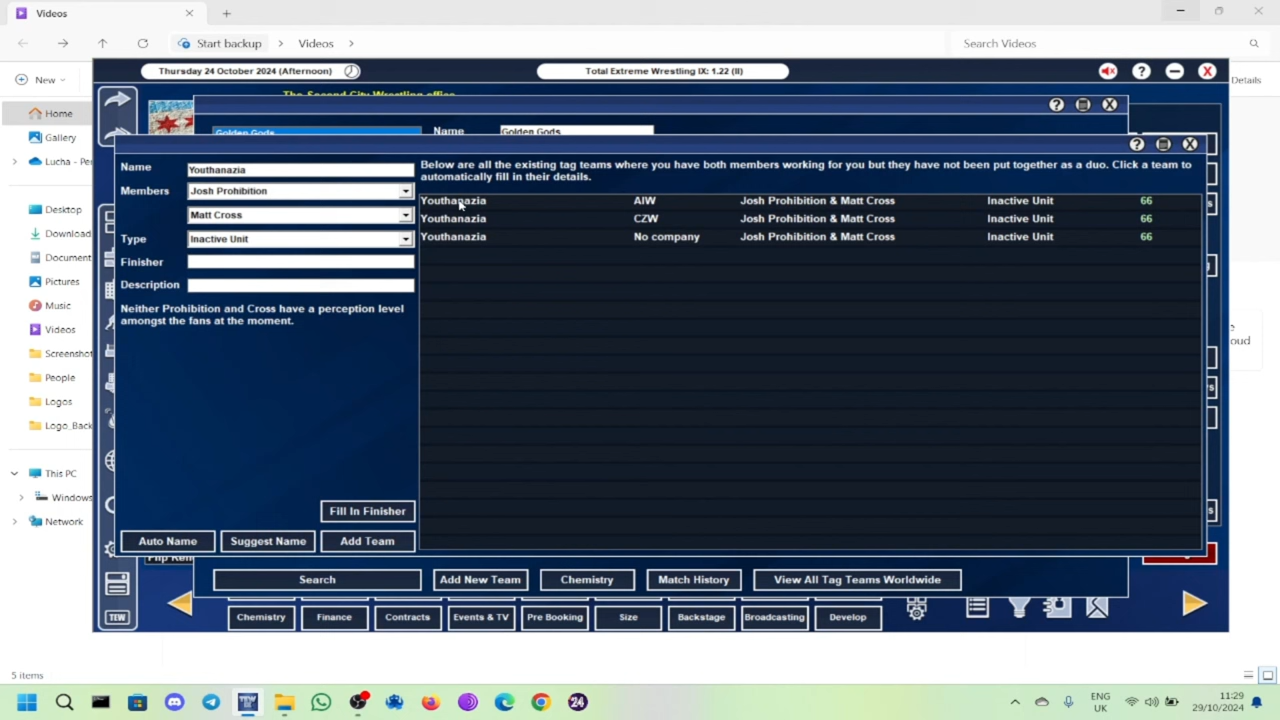 Videos
Start backup > Videos >
Search Videos
New
Details
Home
Gallery
Lucha - Per
Desktop
Download
Document
Pictures
Music
Videos
Screenshot
People
Logos
Logo_Back
This PC
Windows
Network
5 items
Thursday 24 October 2024 (Afternoon)
Total Extreme Wrestling IX: 1.22 (II)
The Second City Wrestling office
Golden Gods
Name
Golden Gods
Name
Youthanazia
Members
Josh Prohibition
Matt Cross
Type
Inactive Unit
Finisher
Description
Neither Prohibition and Cross have a perception level
amongst the fans at the moment.
Fill In Finisher
Auto Name
Suggest Name
Add Team
Below are all the existing tag teams where you have both members working for you but they have not been put together as a duo. Click a team to
automatically fill in their details.
Youthanazia AIW Josh Prohibition & Matt Cross Inactive Unit 66
Youthanazia CZW Josh Prohibition & Matt Cross Inactive Unit 66
Youthanazia No company Josh Prohibition & Matt Cross Inactive Unit 66
Search
Add New Team
Chemistry
Match History
View All Tag Teams Worldwide
Chemistry
Finance
Contracts
Events & TV
Pre Booking
Size
Backstage
Broadcasting
Develop
TEW
24
ENG
UK
11:29
29/10/2024